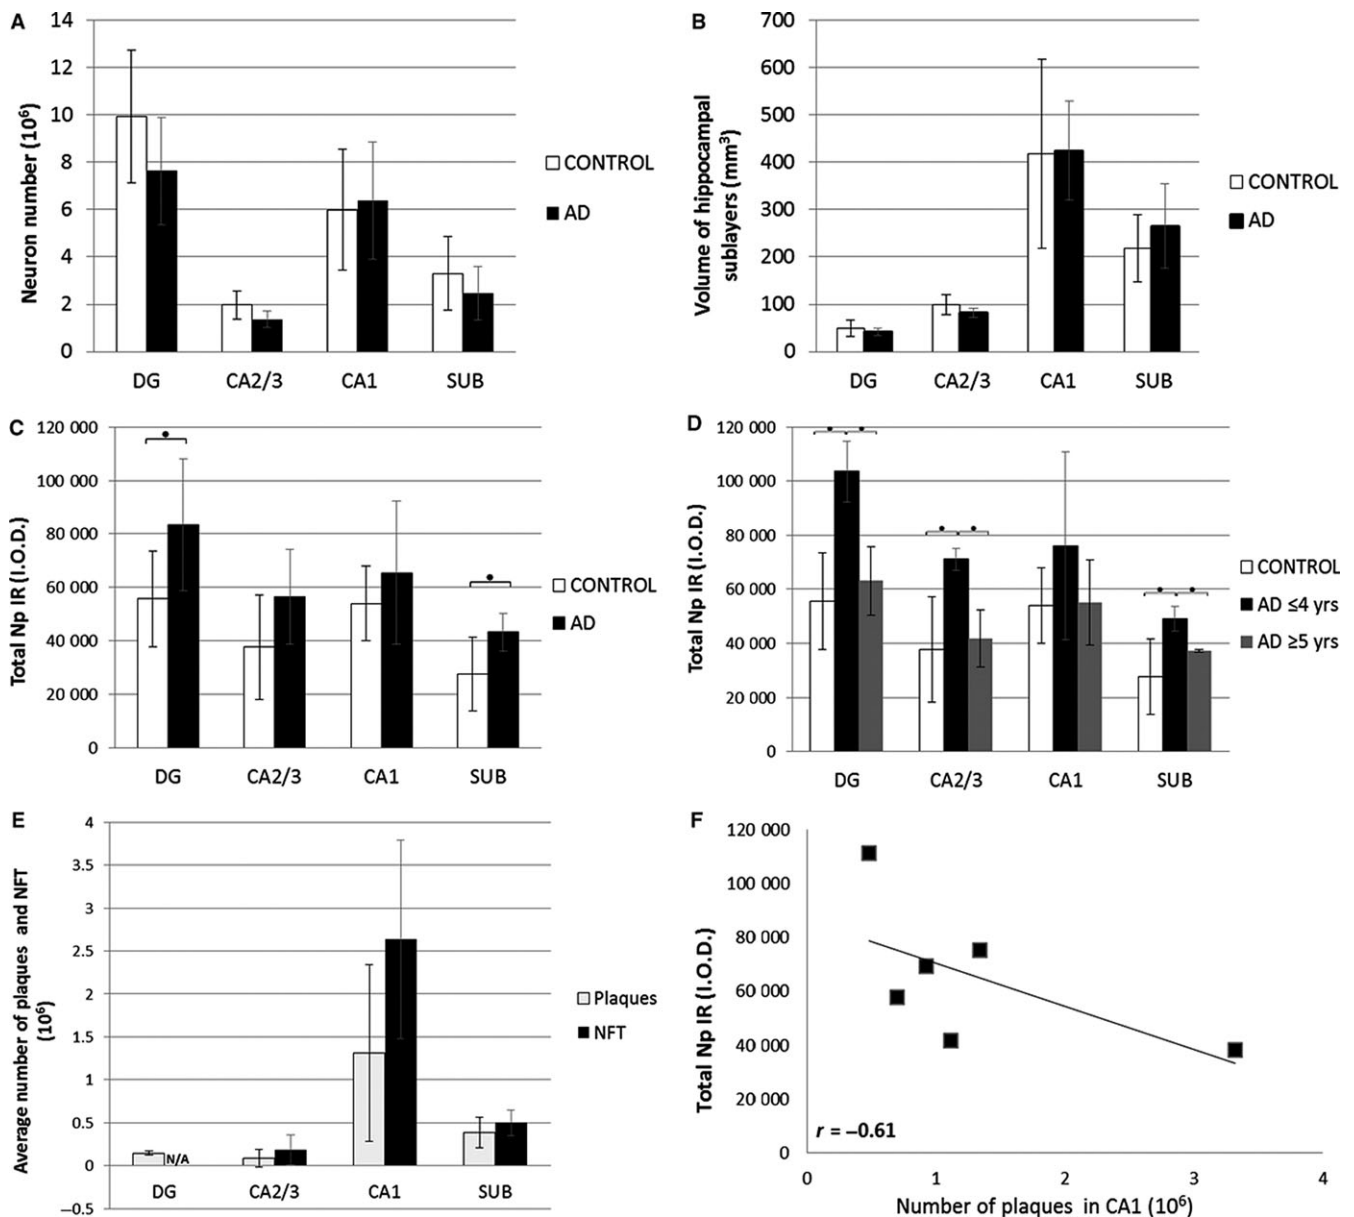 A
14
12
10
8
6
4
2
0
Neuron number (10⁶)
DG CA2/3 CA1 SUB
CONTROL
AD
B
700
600
500
400
300
200
100
0
Volume of hippocampal
sublayers (mm³)
DG CA2/3 CA1 SUB
CONTROL
AD
C
120 000
100 000
80 000
60 000
40 000
20 000
0
Total Np IR (I.O.D.)
DG CA2/3 CA1 SUB
CONTROL
AD
D
120 000
100 000
80 000
60 000
40 000
20 000
0
Total Np IR (I.O.D.)
DG CA2/3 CA1 SUB
CONTROL
AD ≤4 yrs
AD ≥5 yrs
E
4
3.5
3
2.5
2
1.5
1
0.5
0
–0.5
Average number of plaques and NFT
(10⁶)
N/A
DG CA2/3 CA1 SUB
Plaques
NFT
F
120 000
100 000
80 000
60 000
40 000
20 000
0
Total Np IR (I.O.D.)
r = –0.61
0 1 2 3 4
Number of plaques in CA1 (10⁶)